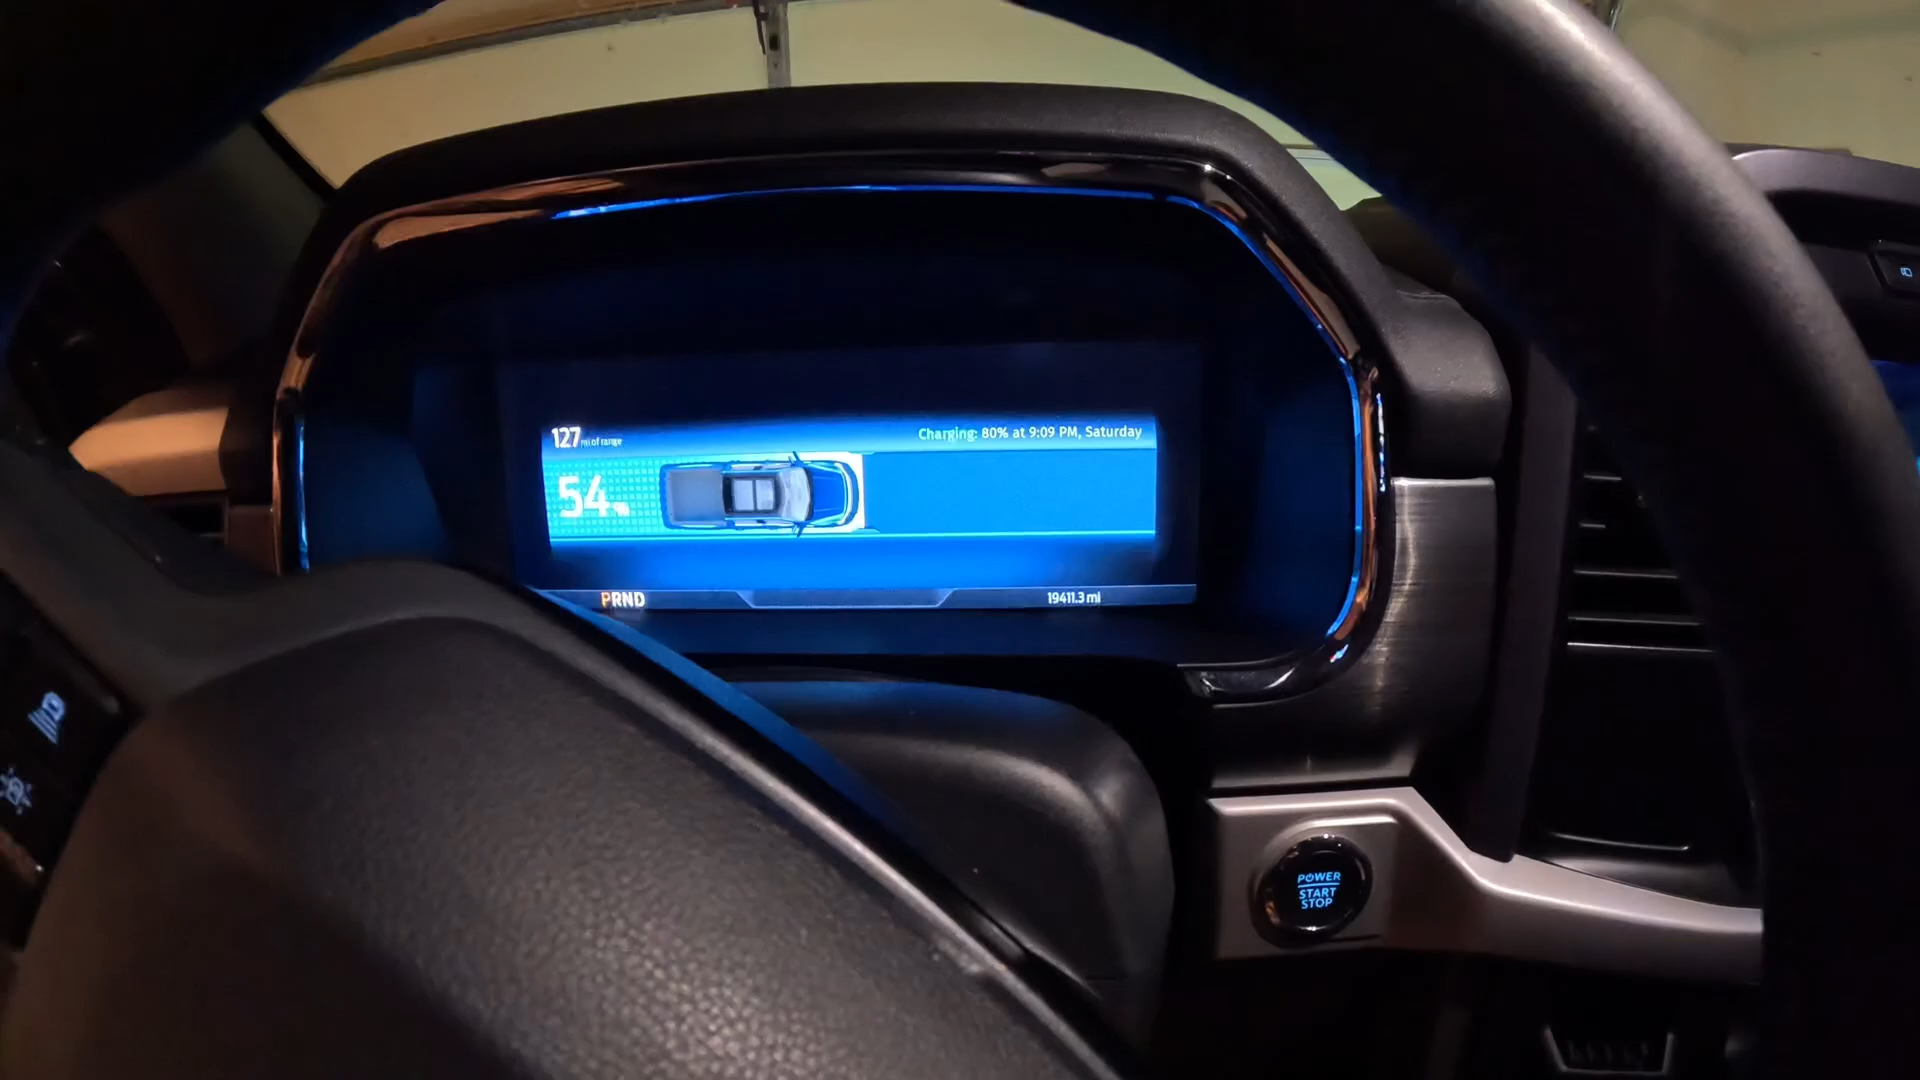 127 mi of range
Charging: 80% at 9:09 PM, Saturday
54%
PRND
19411.3 mi
POWER
START
STOP